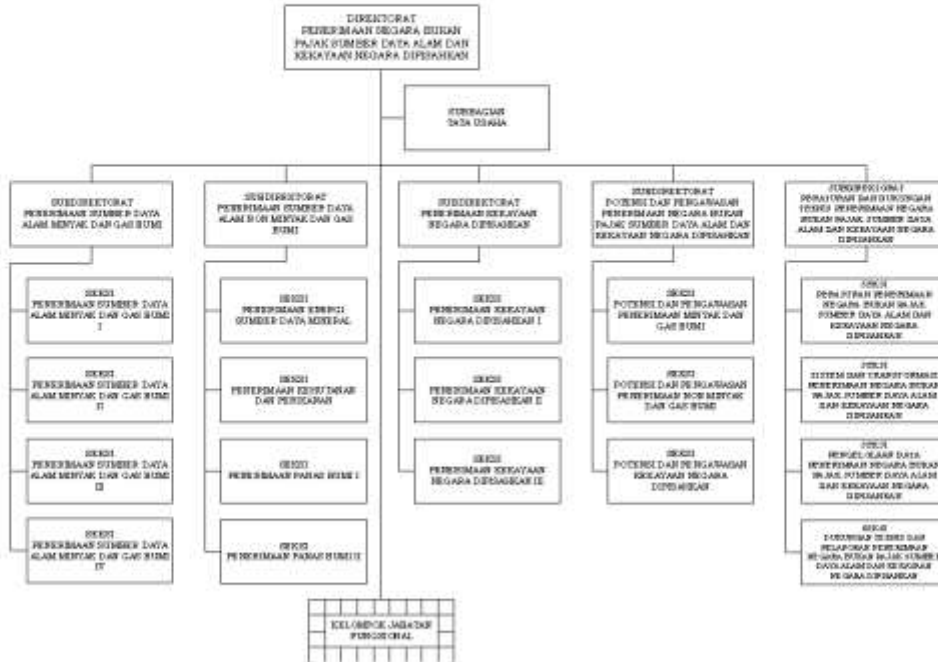 DIREKTORAT
PENERIMAAN NEGARA BUKAN
PAJAK SUMBER DAYA ALAM DAN
KEKAYAAN NEGARA DIPISAHKAN
SUBBAGIAN
TATA USAHA
SUBDIREKTORAT
PENERIMAAN SUMBER DAYA
ALAM MINYAK DAN GAS BUMI
SUBDIREKTORAT
PENERIMAAN SUMBER DAYA
ALAM NON MINYAK DAN GAS
BUMI
SUBDIREKTORAT
PENERIMAAN KEKAYAAN
NEGARA DIPISAHKAN
SUBDIREKTORAT
POTENSI DAN PENGAWASAN
PENERIMAAN NEGARA BUKAN
PAJAK SUMBER DAYA ALAM DAN
KEKAYAAN NEGARA DIPISAHKAN
SUBDIREKTORAT
PERATURAN DAN DUKUNGAN
TEKNIS PENERIMAAN NEGARA
BUKAN PAJAK SUMBER DAYA
ALAM DAN KEKAYAAN NEGARA
DIPISAHKAN
SEKSI
PENERIMAAN SUMBER DAYA
ALAM MINYAK DAN GAS BUMI
I
SEKSI
PENERIMAAN SUMBER DAYA
ALAM MINYAK DAN GAS BUMI
II
SEKSI
PENERIMAAN SUMBER DAYA
ALAM MINYAK DAN GAS BUMI
III
SEKSI
PENERIMAAN SUMBER DAYA
ALAM MINYAK DAN GAS BUMI
IV
SEKSI
PENERIMAAN ENERGI
SUMBER DAYA MINERAL
SEKSI
PENERIMAAN KEHUTANAN
DAN PERIKANAN
SEKSI
PENERIMAAN PANAS BUMI I
SEKSI
PENERIMAAN PANAS BUMI II
SEKSI
PENERIMAAN KEKAYAAN
NEGARA DIPISAHKAN I
SEKSI
PENERIMAAN KEKAYAAN
NEGARA DIPISAHKAN II
SEKSI
PENERIMAAN KEKAYAAN
NEGARA DIPISAHKAN III
SEKSI
POTENSI DAN PENGAWASAN
PENERIMAAN MINYAK DAN
GAS BUMI
SEKSI
POTENSI DAN PENGAWASAN
PENERIMAAN NON MINYAK
DAN GAS BUMI
SEKSI
POTENSI DAN PENGAWASAN
KEKAYAAN NEGARA
DIPISAHKAN
SEKSI
PERATURAN PENERIMAAN
NEGARA BUKAN PAJAK
SUMBER DAYA ALAM DAN
KEKAYAAN NEGARA
DIPISAHKAN
SEKSI
SISTEM DAN TRANSFORMASI
PENERIMAAN NEGARA BUKAN
PAJAK SUMBER DAYA ALAM
DAN KEKAYAAN NEGARA
DIPISAHKAN
SEKSI
PENGELOLAAN DATA
PENERIMAAN NEGARA BUKAN
PAJAK SUMBER DAYA ALAM
DAN KEKAYAAN NEGARA
DIPISAHKAN
SEKSI
DUKUNGAN TEKNIS DAN
PELAPORAN PENERIMAAN
NEGARA BUKAN PAJAK SUMBER
DAYA ALAM DAN KEKAYAAN
NEGARA DIPISAHKAN
KELOMPOK JABATAN
FUNGSIONAL